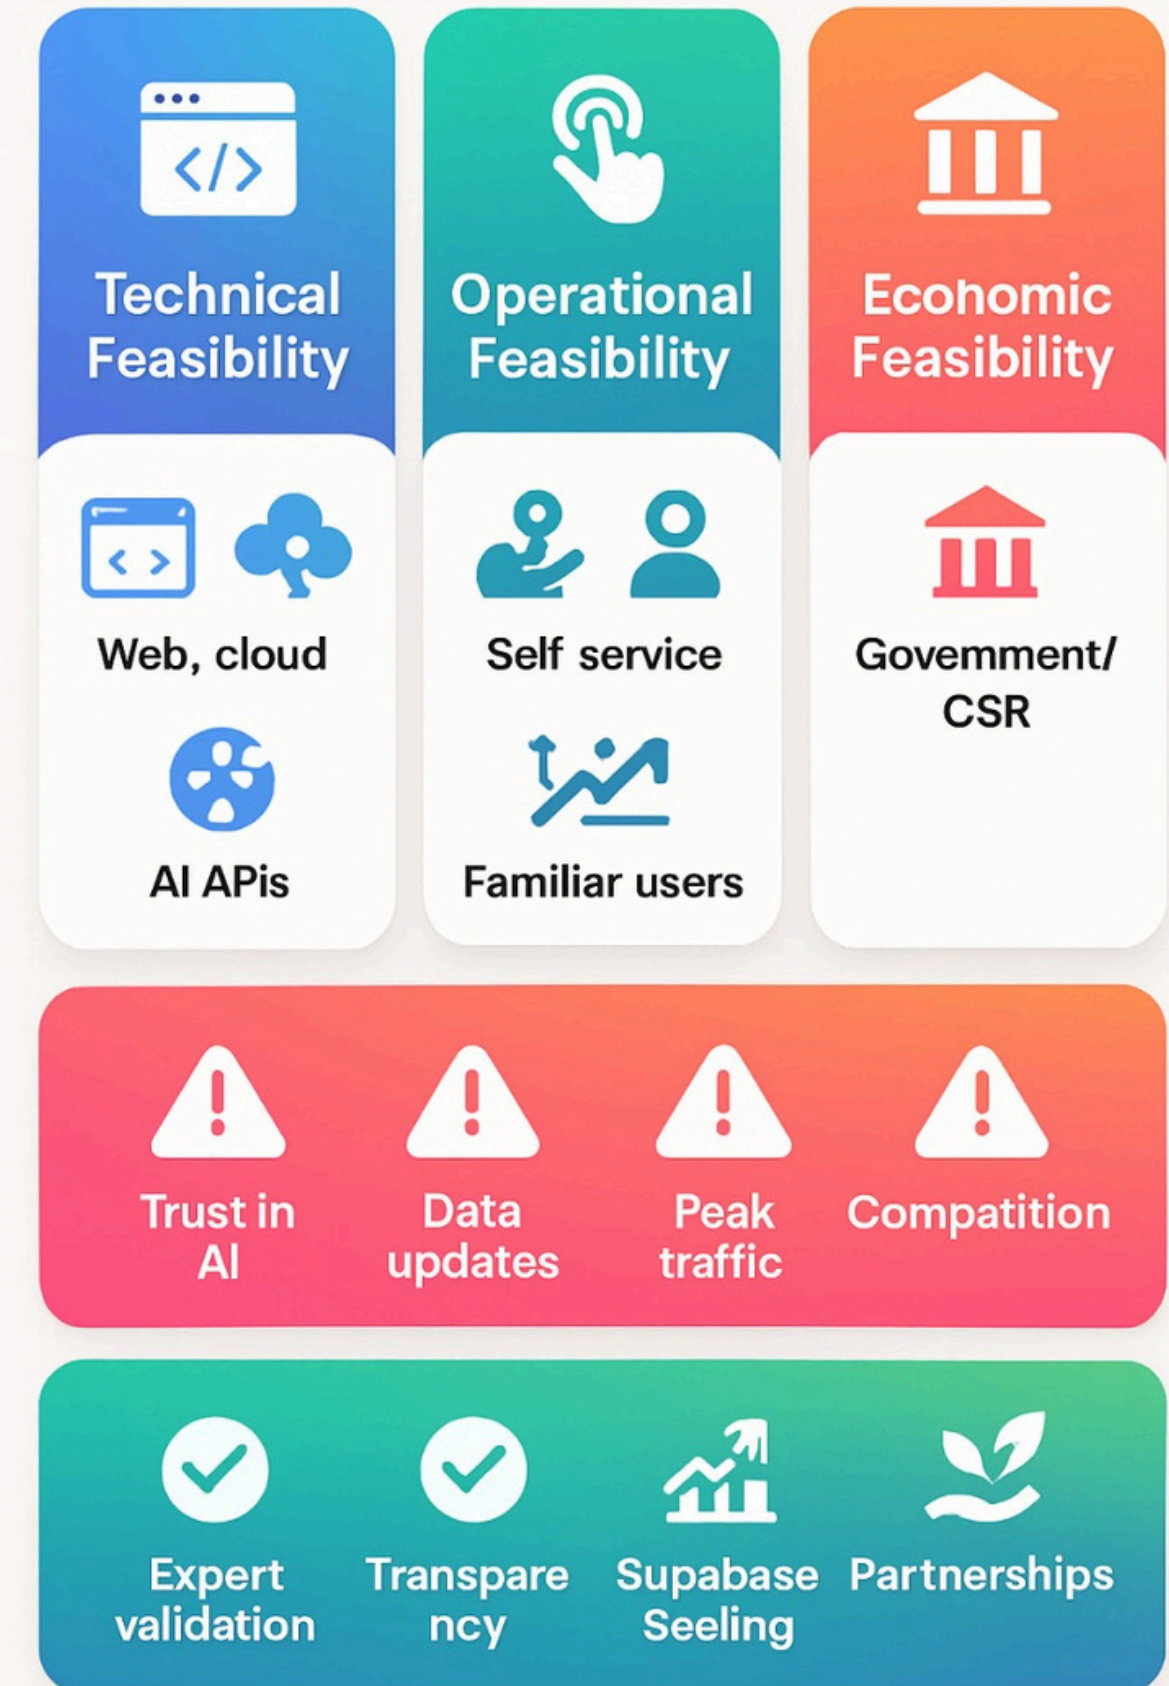 Technical
Feasibility
Operational
Feasibility
Economic
Feasibility
Web, cloud
AI APis
Self service
Familiar users
Govemment/
CSR
Trust in
AI
Data
updates
Peak
traffic
Compatition
Expert
validation
Transpare
ncy
Supabase
Seeling
Partnerships